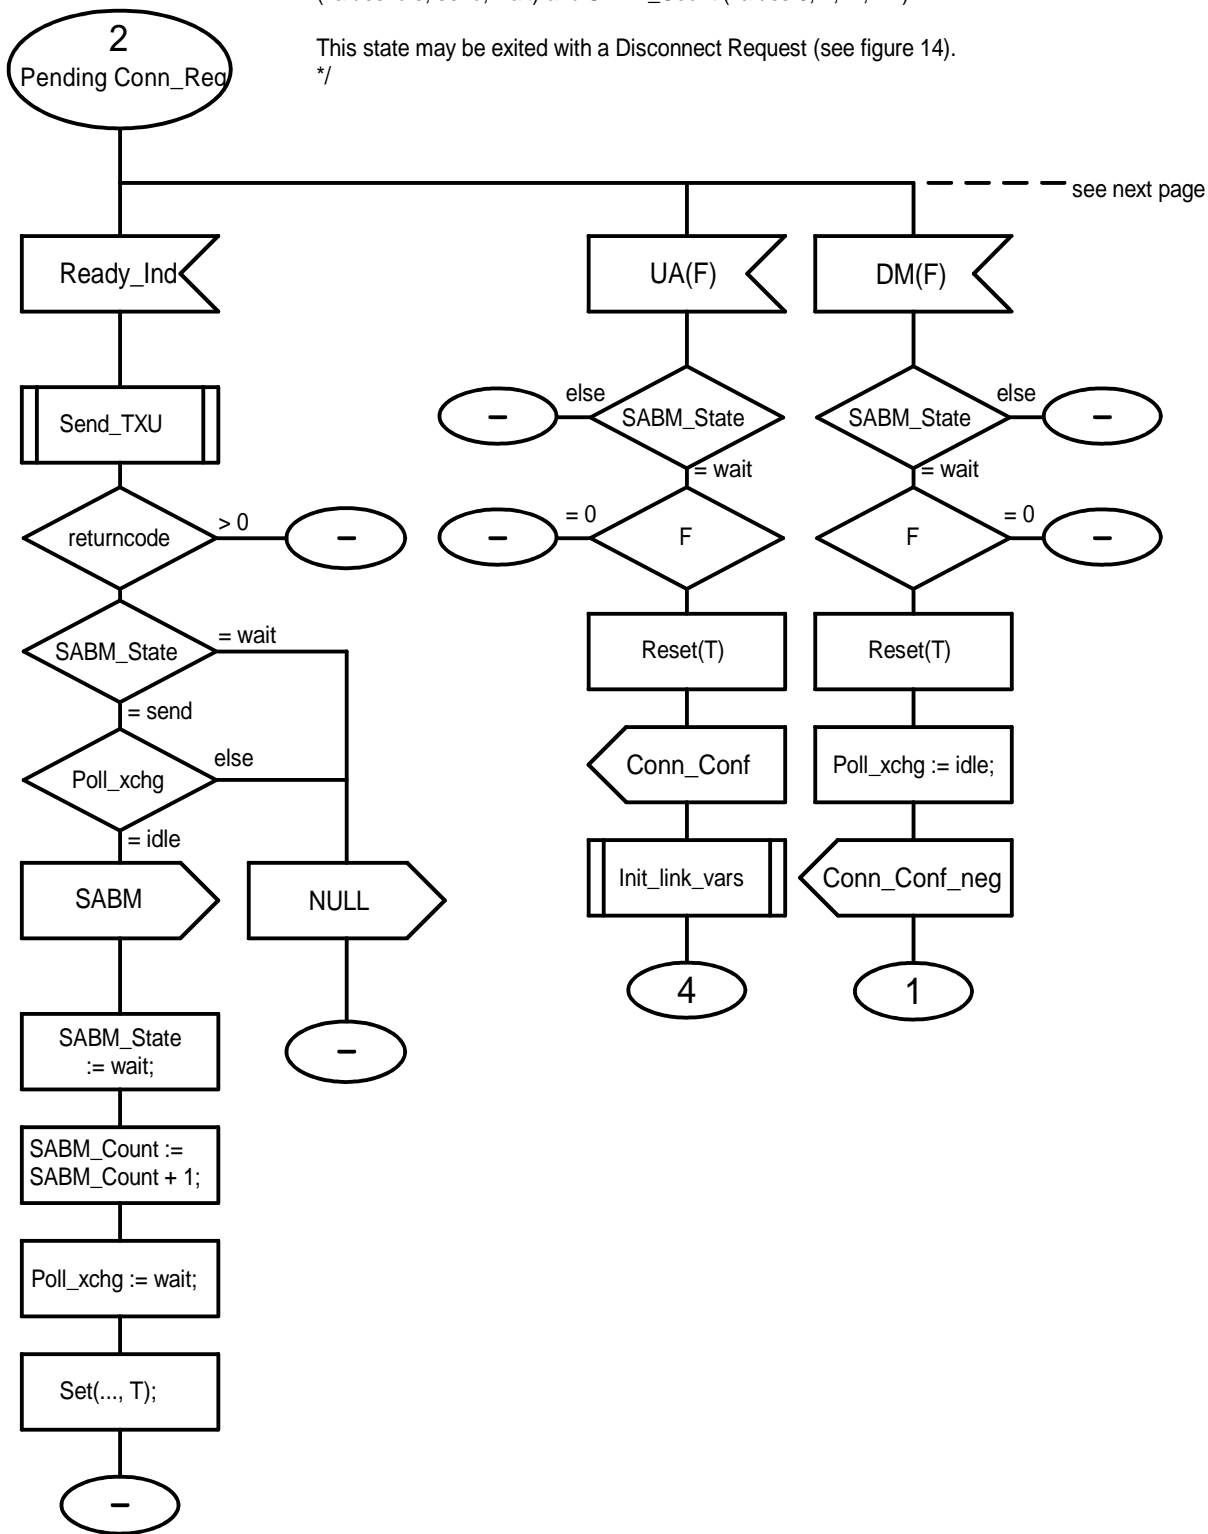 2
Pending Conn_Req
This state may be exited with a Disconnect Request (see figure 14).
*/
see next page
Ready_Ind
UA(F)
DM(F)
Send_TXU
else
–
SABM_State
= wait
SABM_State
else
–
= wait
returncode
> 0
–
= 0
–
F
F
= 0
–
SABM_State
= wait
= send
Reset(T)
Reset(T)
Poll_xchg
else
= idle
Conn_Conf
Poll_xchg := idle;
SABM
NULL
Init_link_vars
Conn_Conf_neg
4
1
SABM_State
:= wait;
–
SABM_Count :=
SABM_Count + 1;
Poll_xchg := wait;
Set(..., T);
–